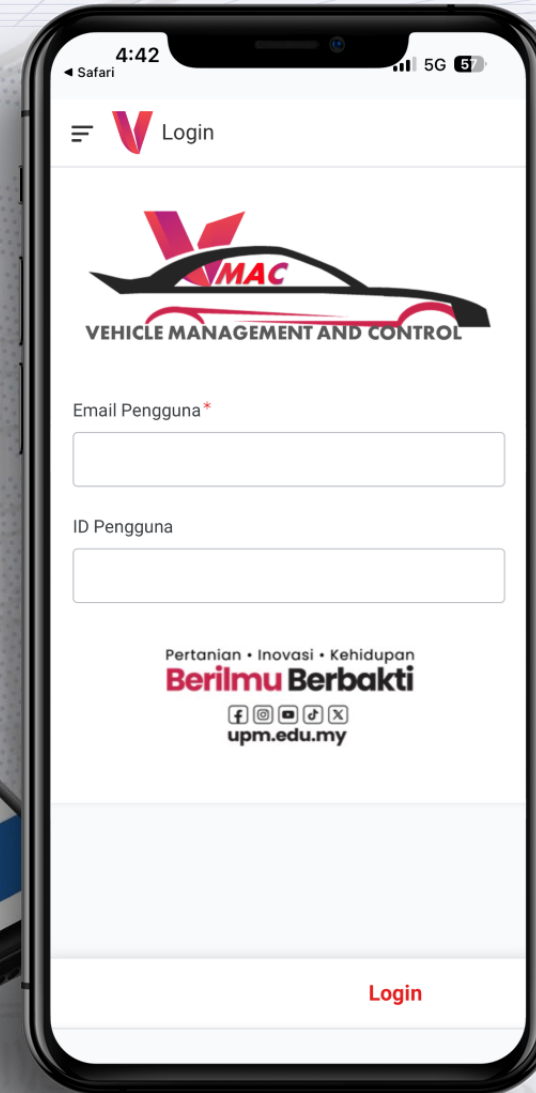 4:42
5G 57
◄ Safari
Login
VMAC
VEHICLE MANAGEMENT AND CONTROL
Email Pengguna*
ID Pengguna
Pertanian • Inovasi • Kehidupan
Berilmu Berbakti
upm.edu.my
Login